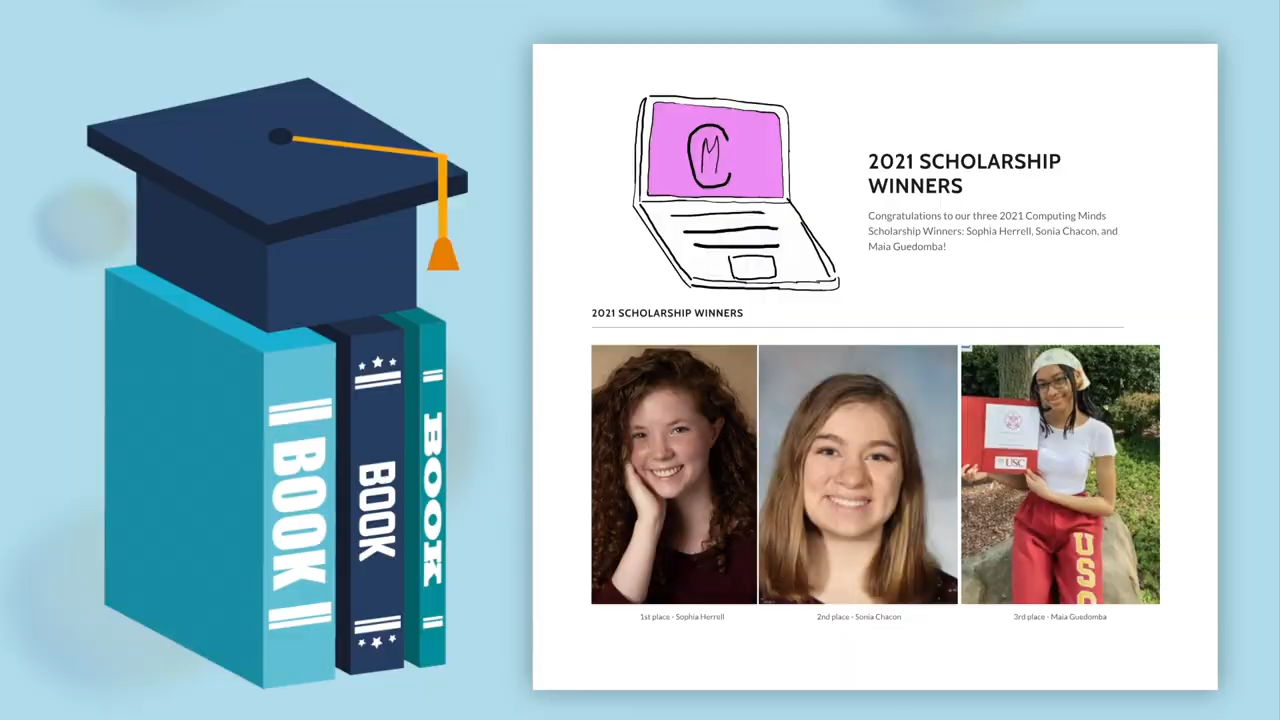 BOOK
BOOK
BOOK
CM
2021 SCHOLARSHIP
WINNERS
Congratulations to our three 2021 Computing Minds
Scholarship Winners: Sophia Herrell, Sonia Chacon, and
Maia Guedomba!
2021 SCHOLARSHIP WINNERS
USC
USC
1st place - Sophia Herrell
2nd place - Sonia Chacon
3rd place - Maia Guedomba